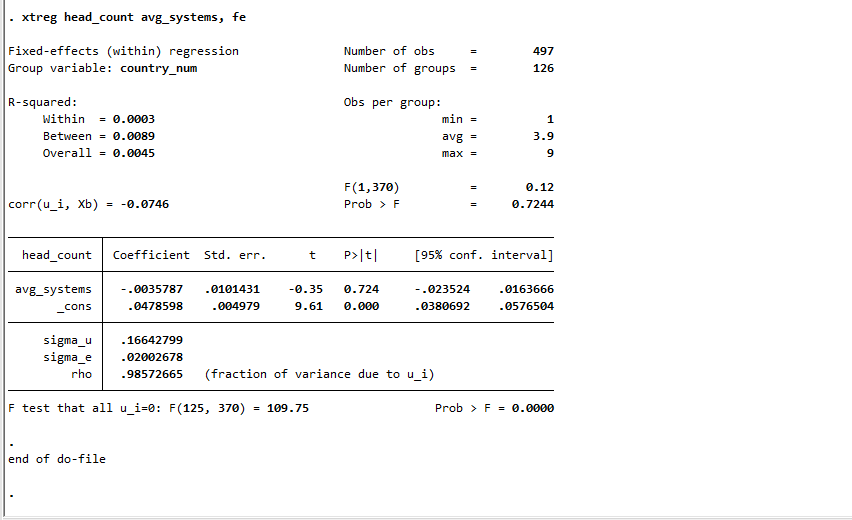 . xtreg head_count avg_systems, fe
Fixed-effects (within) regression Number of obs = 497
Group variable: country_num Number of groups = 126
R-squared: Obs per group:
Within = 0.0003 min = 1
Between = 0.0089 avg = 3.9
Overall = 0.0045 max = 9
F(1,370) = 0.12
corr(u_i, Xb) = -0.0746 Prob > F = 0.7244
head_count Coefficient Std. err. t P>|t| [95% conf. interval]
avg_systems -.0035787 .0101431 -0.35 0.724 -.023524 .0163666
_cons .0478598 .004979 9.61 0.000 .0380692 .0576504
sigma_u .16642799
sigma_e .02002678
rho .98572665 (fraction of variance due to u_i)
F test that all u_i=0: F(125, 370) = 109.75 Prob > F = 0.0000
.
end of do-file
.